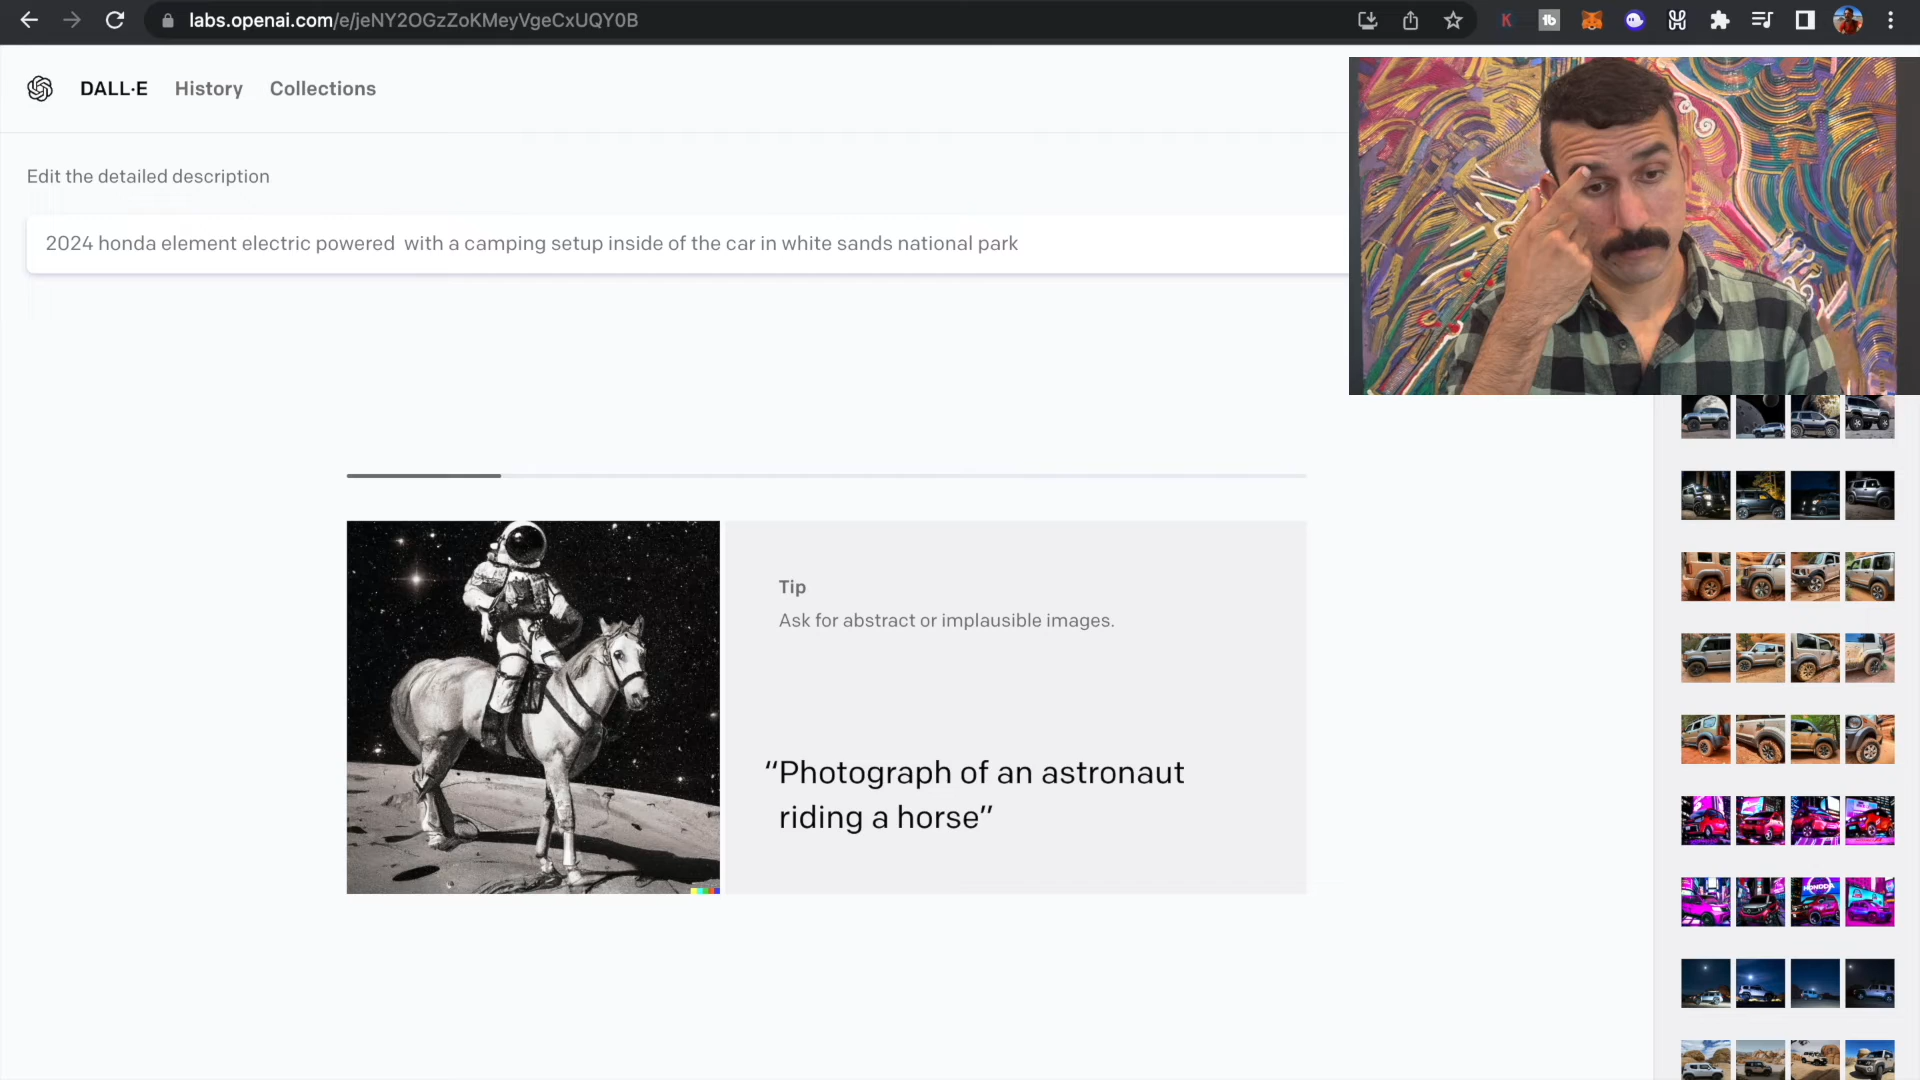 labs.openai.com/e/jeNY2OGzZoKMeyVgeCxUQY0B
K
tb
DALL·E
History
Collections
Edit the detailed description
2024 honda element electric powered  with a camping setup inside of the car in white sands national park
Tip
Ask for abstract or implausible images.
“Photograph of an astronaut
riding a horse”
HONDDA